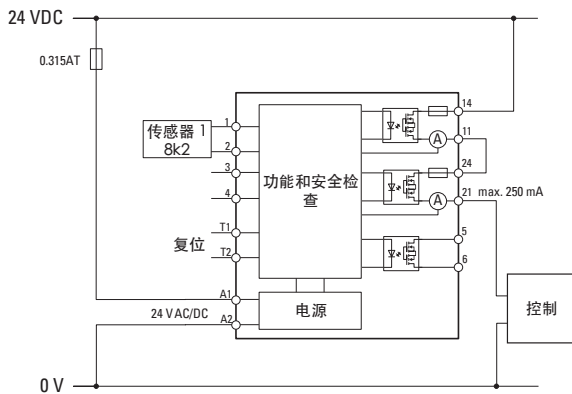 24 VDC
0.315AT
14
1
传感器 1
8k2
2
11
A
24
3
功能和安全检
查
4
A
21
max. 250 mA
T1
5
复位
T2
6
A1
电源
控制
24 V AC/DC
A2
0 V